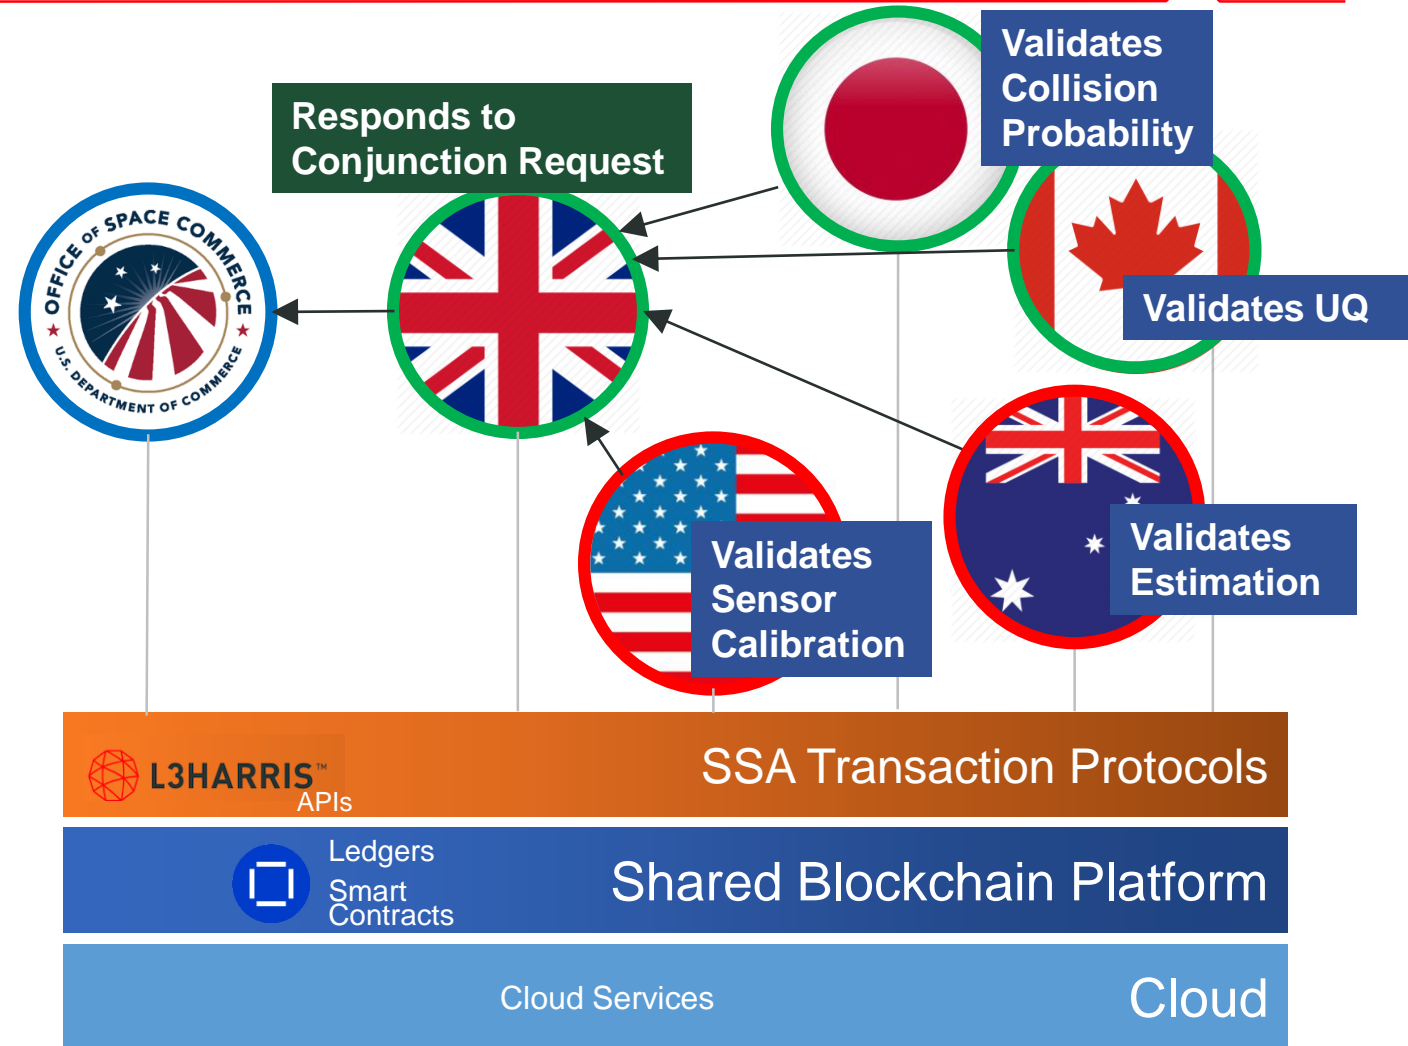 Validates
Collision
Probability
Responds to
Conjunction Request
OFFICE OF SPACE COMMERCE
U.S. DEPARTMENT OF COMMERCE
Validates UQ
Validates
Estimation
Validates
Sensor
Calibration
L3HARRIS™
APIs
SSA Transaction Protocols
Ledgers
Smart
Contracts
Shared Blockchain Platform
Cloud Services
Cloud